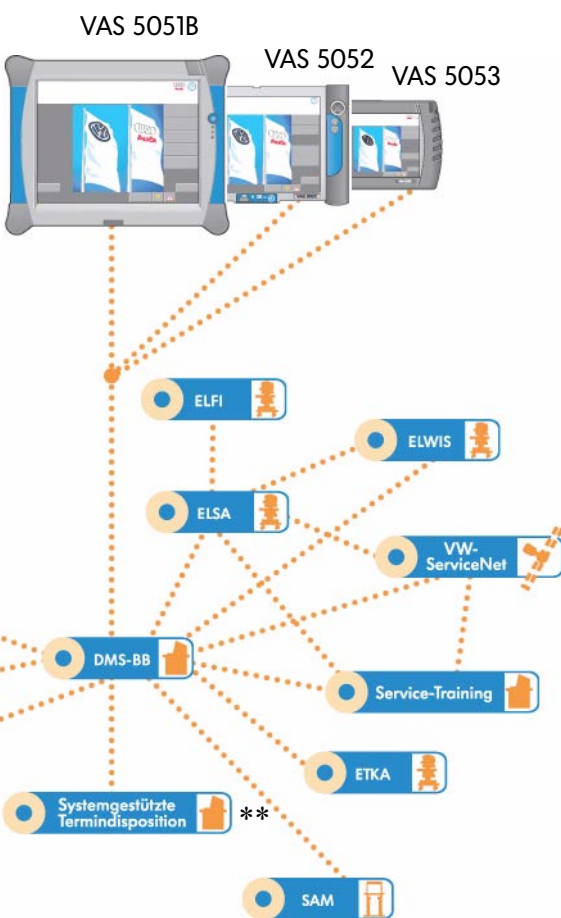 VAS 5051B
VAS 5052
VAS 5053
ELFI
ELWIS
ELSA
VW-
ServiceNet
DMS-BB
Service-Training
ETKA
Systemgestützte
Termindisposition
**
SAM